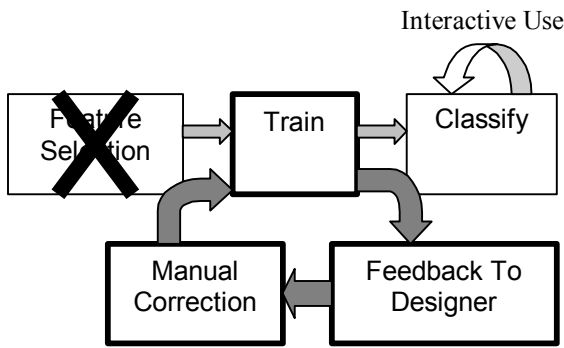 Interactive Use
Feature
Selection
Train
Classify
Manual
Correction
Feedback To
Designer